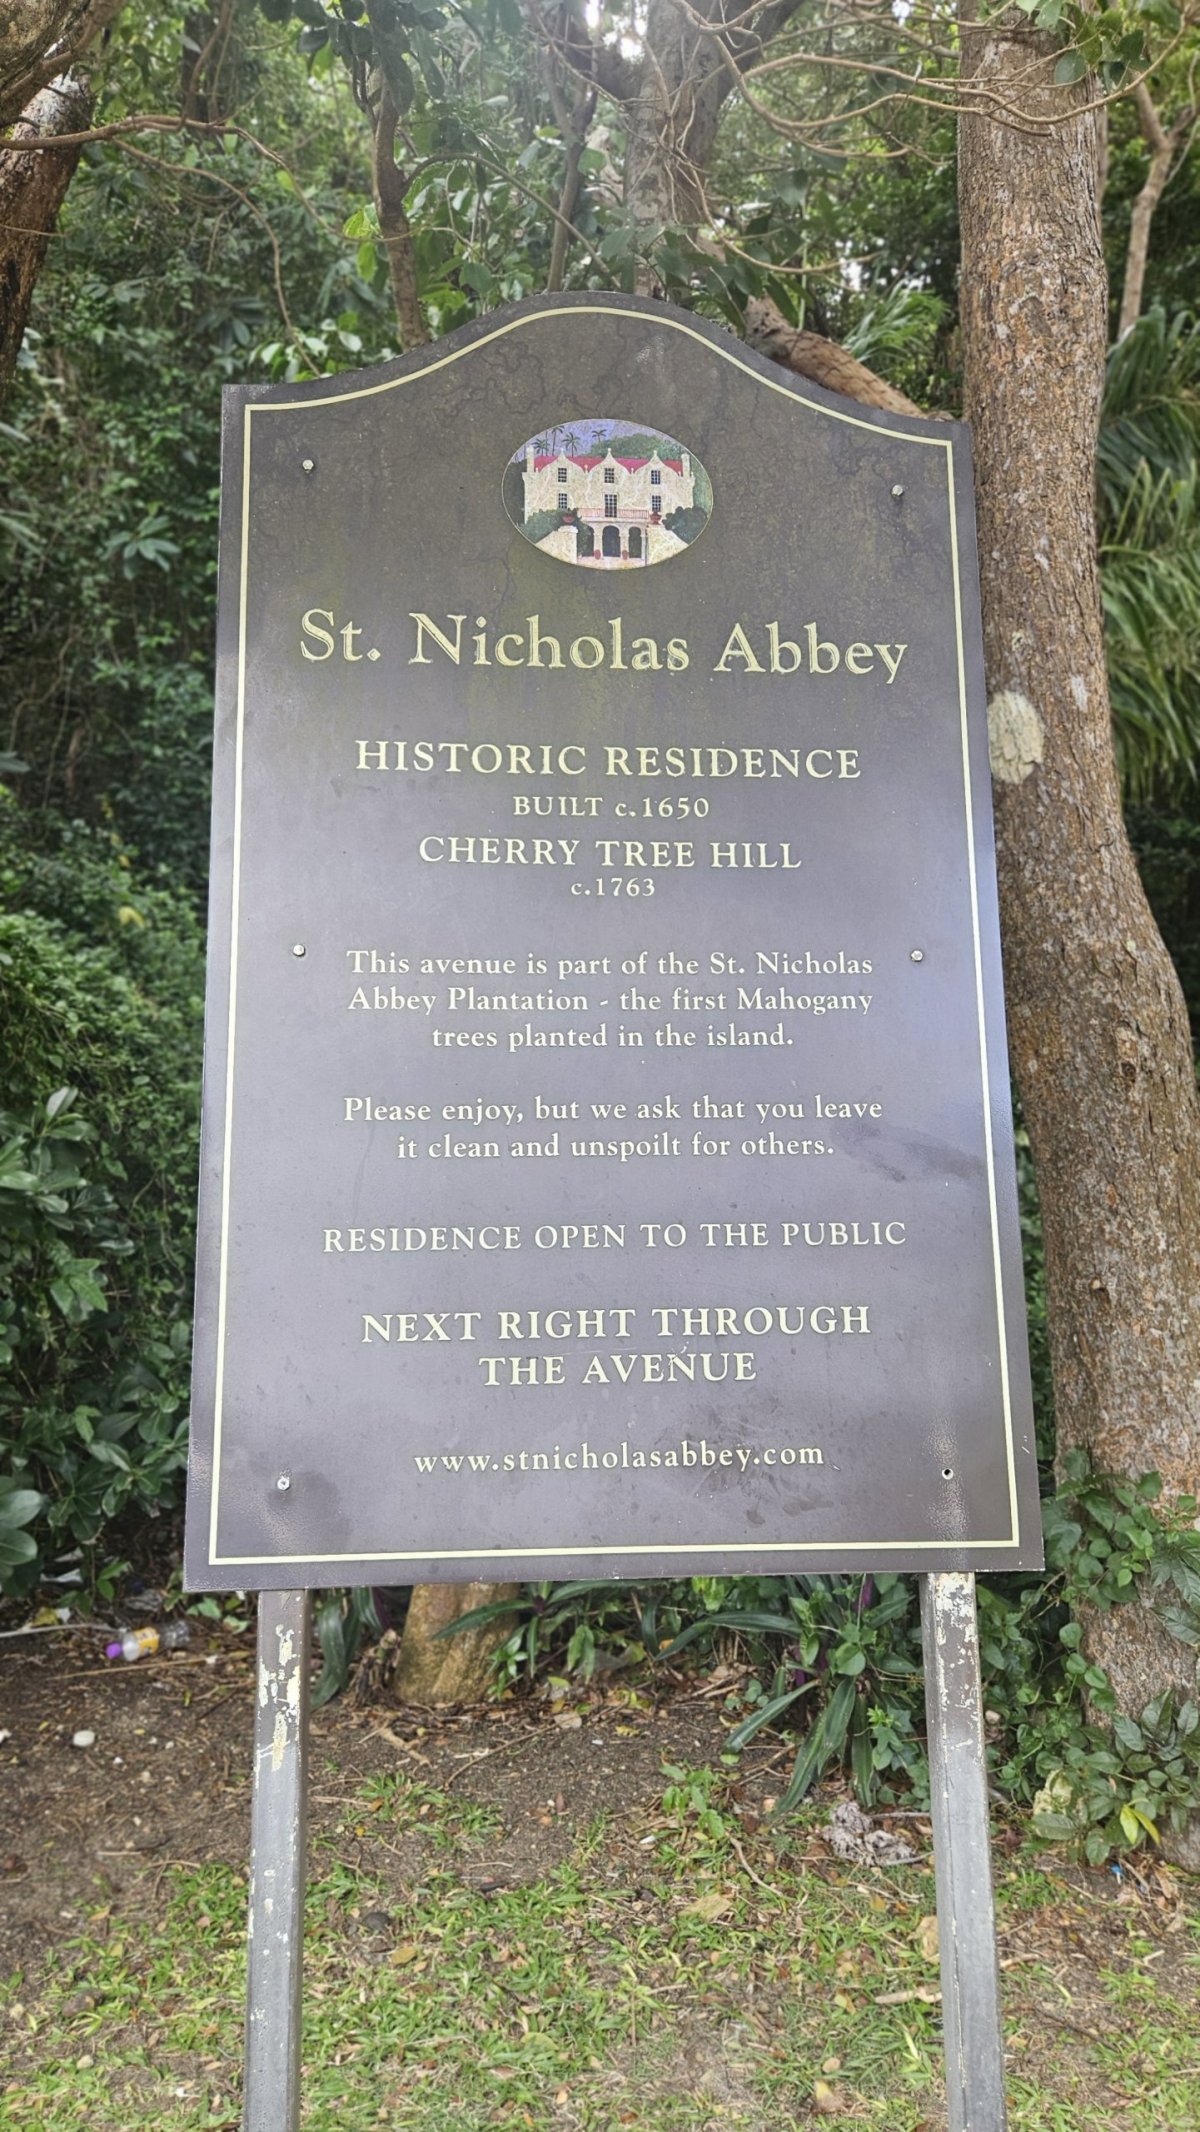 St. Nicholas Abbey
HISTORIC RESIDENCE
BUILT c.1650
CHERRY TREE HILL
c.1763
This avenue is part of the St. Nicholas
Abbey Plantation - the first Mahogany
trees planted in the island.
Please enjoy, but we ask that you leave
it clean and unspoilt for others.
RESIDENCE OPEN TO THE PUBLIC
NEXT RIGHT THROUGH
THE AVENUE
www.stnicholasabbey.com